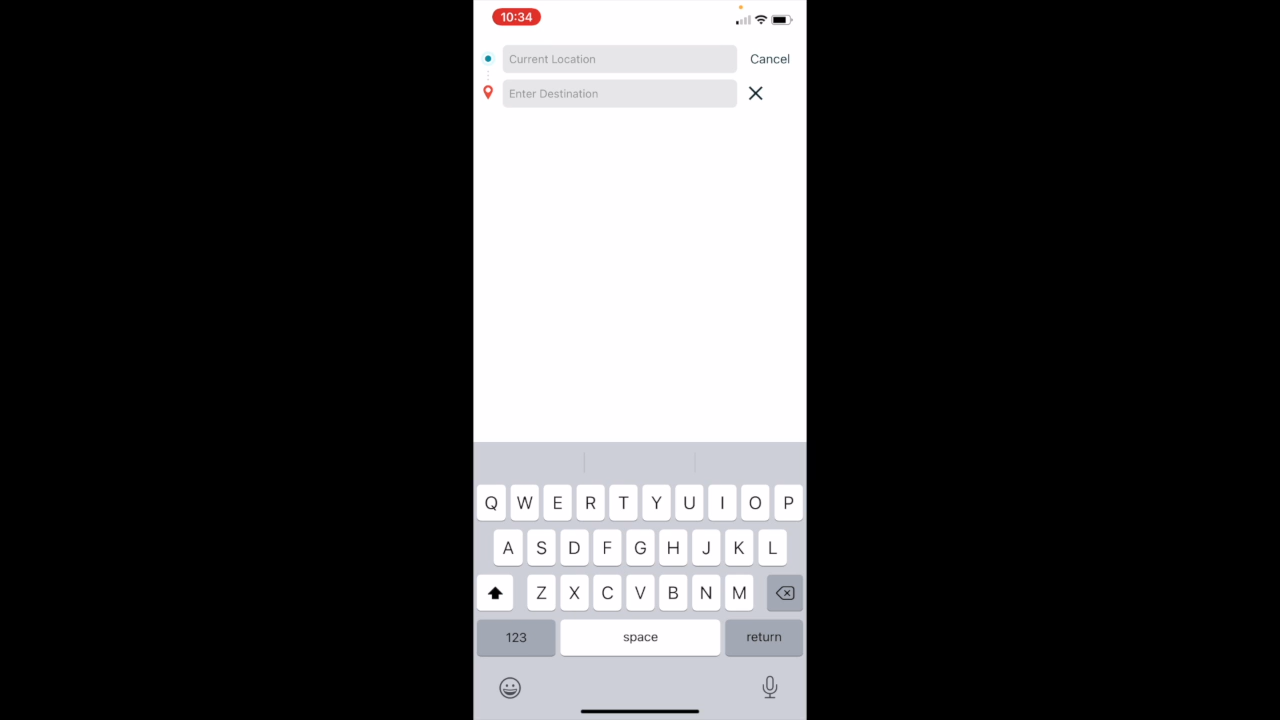 10:34
Current Location
Cancel
Enter Destination
Q W E R T Y U I O P
A S D F G H J K L
Z X C V B N M
123 space return